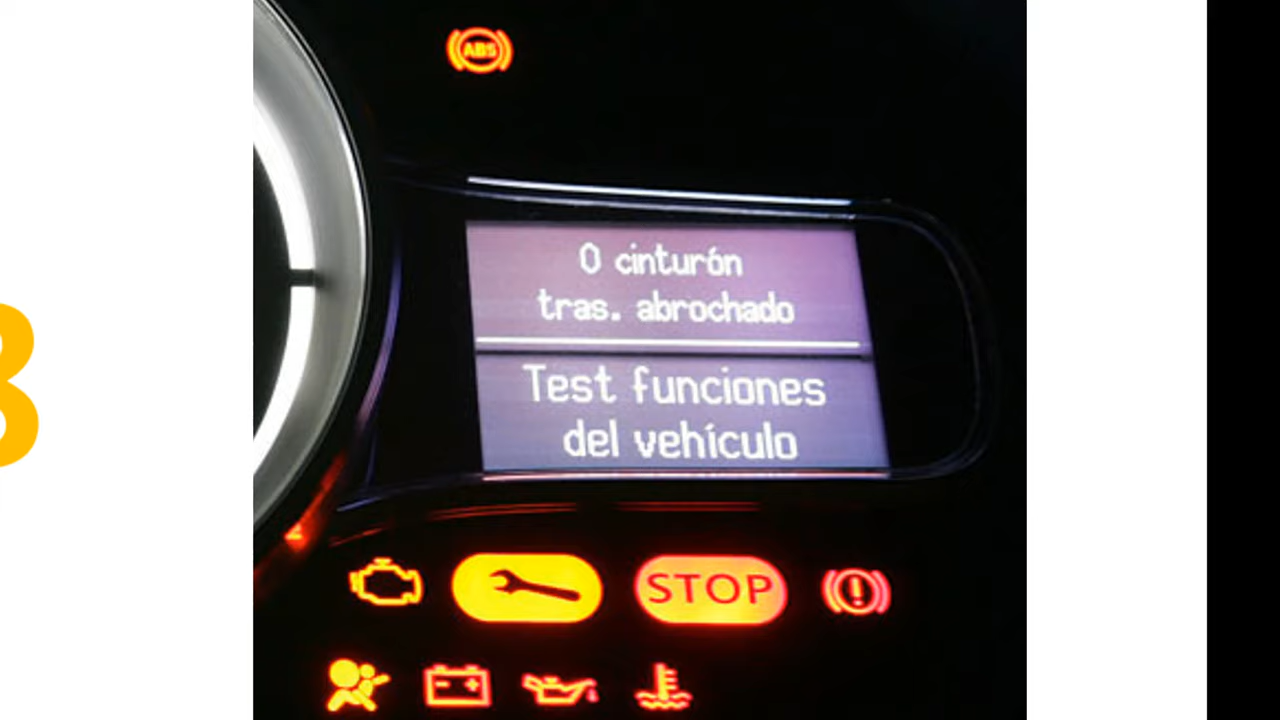 ABS
0 cinturón
tras. abrochado
Test funciones
del vehículo
STOP